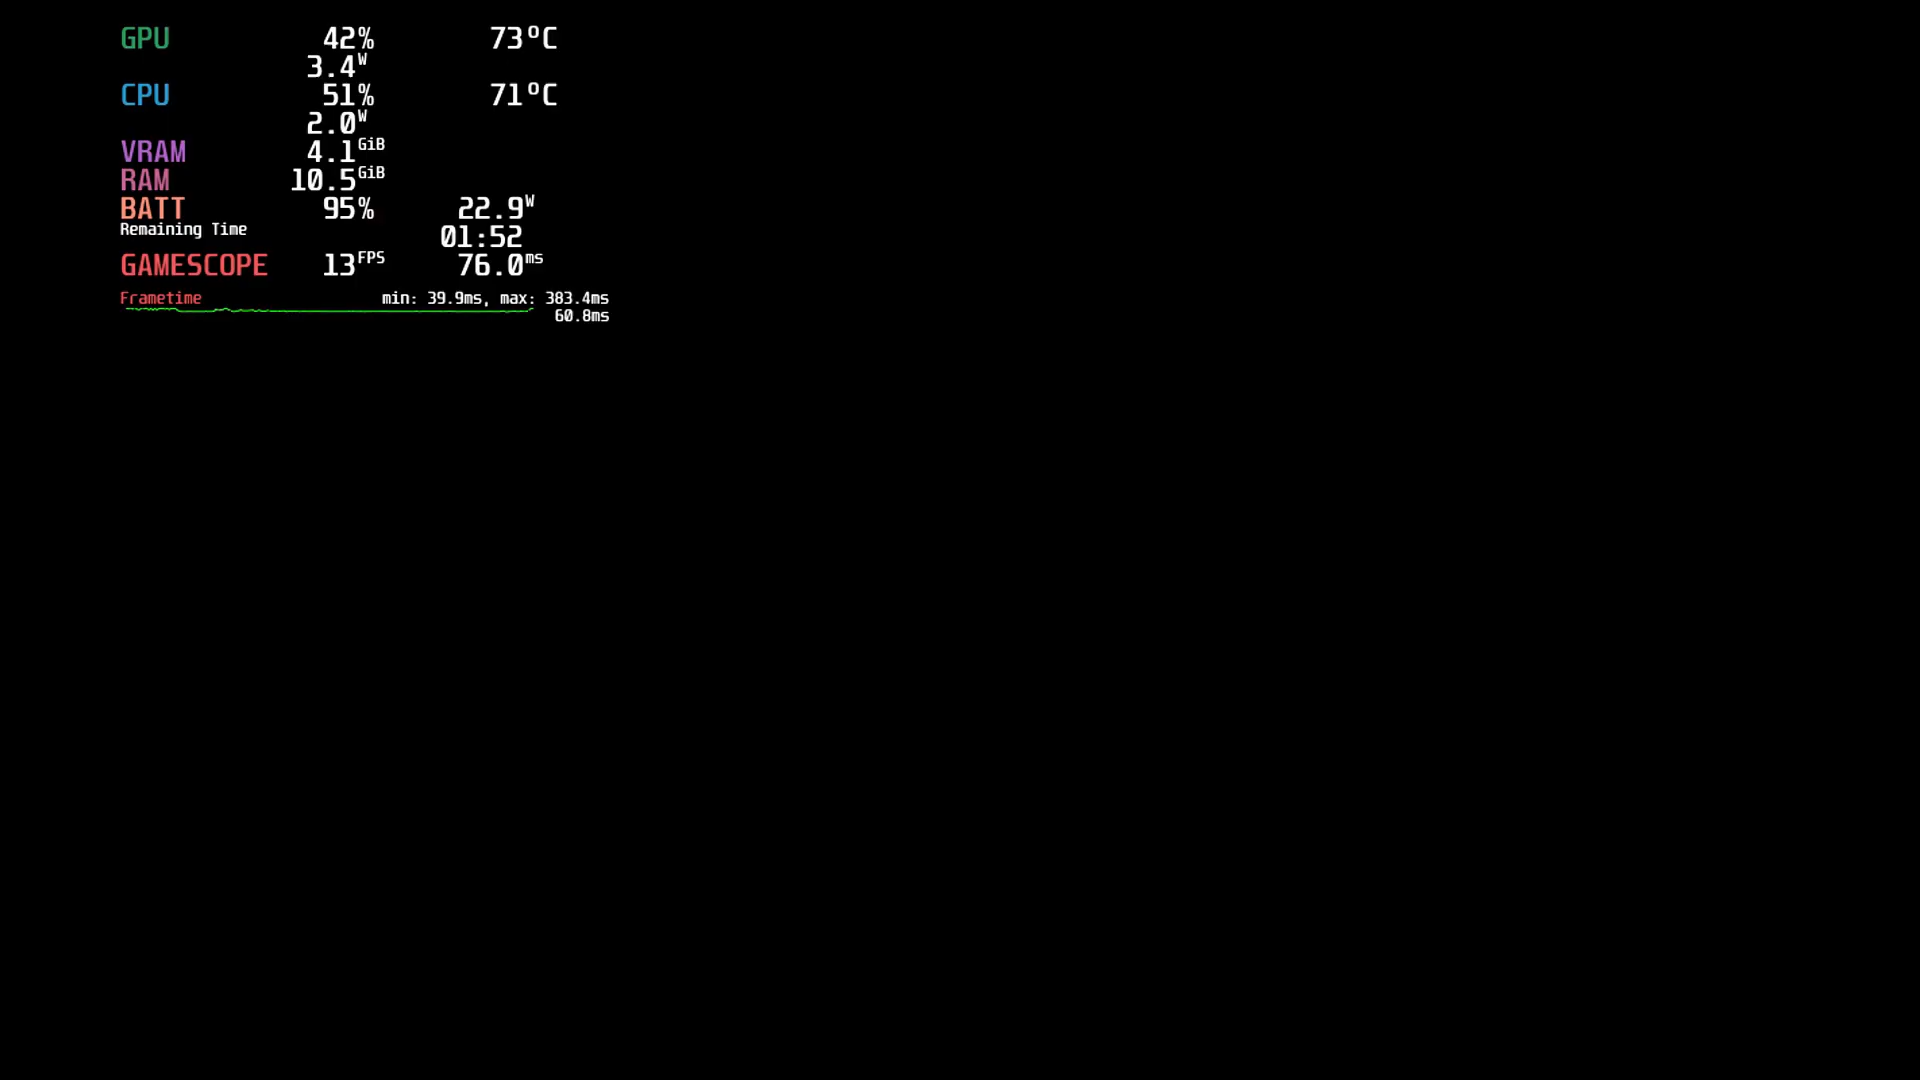 GPU 42% 73°C
3.4W
CPU 51% 71°C
2.0W
VRAM 4.1GiB
RAM 10.5GiB
BATT 95% 22.9W
Remaining Time 01:52
GAMESCOPE 13FPS 76.0ms
Frametime min: 39.9ms, max: 383.4ms
60.8ms